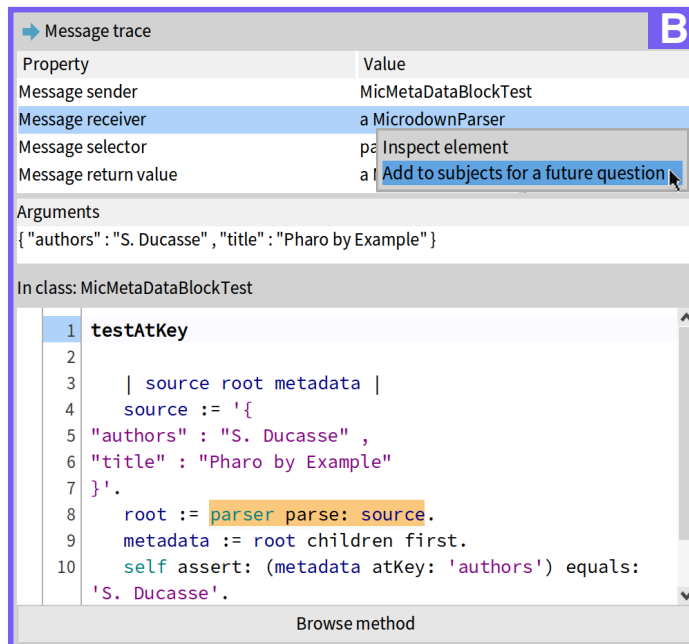 Message trace
B
Property Value
Message sender MicMetaDataBlockTest
Message receiver a MicrodownParser
Message selector pa
Inspect element
Message return value a
Add to subjects for a future question
Arguments
{ "authors" : "S. Ducasse" , "title" : "Pharo by Example" }
In class: MicMetaDataBlockTest
1 testAtKey
2
3 | source root metadata |
4 source := '{
5 "authors" : "S. Ducasse" ,
6 "title" : "Pharo by Example"
7 }'.
8 root := parser parse: source.
9 metadata := root children first.
10 self assert: (metadata atKey: 'authors') equals:
'S. Ducasse'.
Browse method